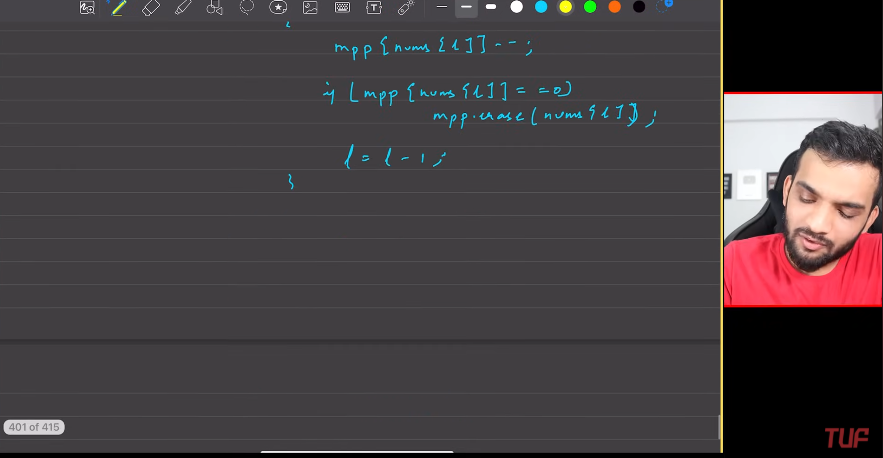 {
mpp[nums[l]]--;
if (mpp[nums[l]] == 0)
mpp.erase(nums[l]);
l = l - 1;
}
401 of 415
TUF